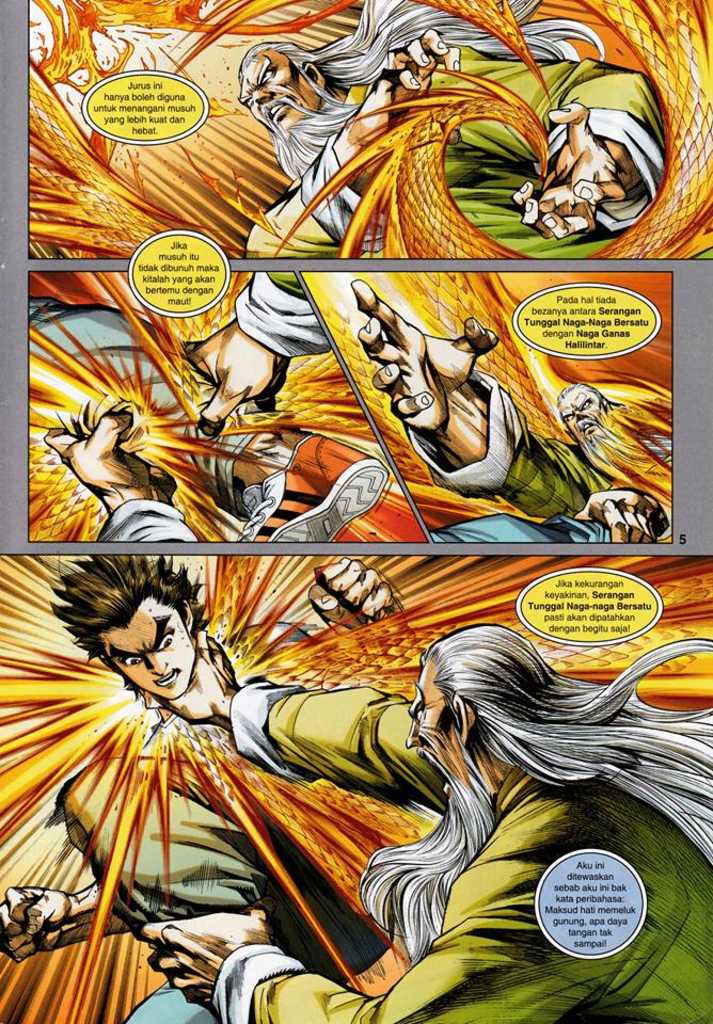 Jurus ini
hanya boleh diguna
untuk menangani musuh
yang lebih kuat dan
hebat.
Jika
musuh itu
tidak dibunuh maka
kitalah yang akan
bertemu dengan
maut!
Pada hal tiada
bezanya antara Serangan
Tunggal Naga-Naga Bersatu
dengan Naga Ganas
Halilintar.
5
Jika kekurangan
keyakinan, Serangan
Tunggal Naga-naga Bersatu
pasti akan dipatahkan
dengan begitu saja!
Aku ini
ditewaskan
sebab aku ini bak
kata peribahasa:
Maksud hati memeluk
gunung, apa daya
tangan tak
sampai!